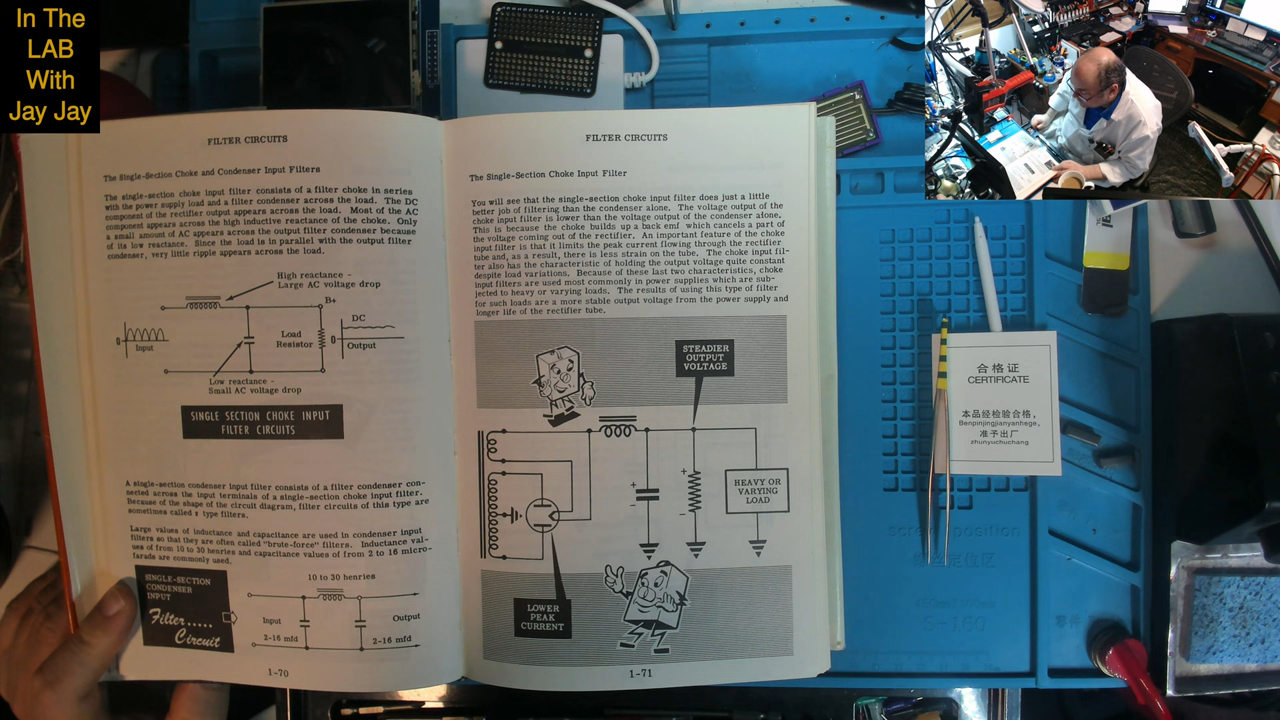 In The
LAB
With
Jay Jay
FILTER CIRCUITS
The Single-Section Choke and Condenser Input Filters
The single-section choke input filter consists of a filter choke in series
with the power supply load and a filter condenser across the load. The DC
component of the rectifier output appears across the load. Most of the AC
component appears across the high inductive reactance of the choke. Only
a small amount of AC appears across the output filter condenser because
of its low reactance. Since the load is in parallel with the output filter
condenser, very little ripple appears across the load.
High reactance -
Large AC voltage drop
B+
0
Input
Load
Resistor
DC
0
Output
Low reactance -
Small AC voltage drop
SINGLE SECTION CHOKE INPUT
FILTER CIRCUITS
A single-section condenser input filter consists of a filter condenser con-
nected across the input terminals of a single-section choke input filter.
Because of the shape of the circuit diagram, filter circuits of this type are
sometimes called π type filters.
Large values of inductance and capacitance are used in condenser input
filters so that they are often called "brute-force" filters. Inductance val-
ues of from 10 to 30 henries and capacitance values of from 2 to 16 micro-
farads are commonly used.
SINGLE-SECTION
CONDENSER
INPUT
Filter.....
Circuit
10 to 30 henries
Input
Output
2-16 mfd
2-16 mfd
1-70
FILTER CIRCUITS
The Single-Section Choke Input Filter
You will see that the single-section choke input filter does just a little
better job of filtering than the condenser alone. The voltage output of the
choke input filter is lower than the voltage output of the condenser alone.
This is because the choke builds up a back emf which cancels a part of
the voltage coming out of the rectifier. An important feature of the choke
input filter is that it limits the peak current flowing through the rectifier
tube and, as a result, there is less strain on the tube. The choke input fil-
ter also has the characteristic of holding the output voltage quite constant
despite load variations. Because of these last two characteristics, choke
input filters are used most commonly in power supplies which are sub-
jected to heavy or varying loads. The results of using this type of filter
for such loads are a more stable output voltage from the power supply and
longer life of the rectifier tube.
STEADIER
OUTPUT
VOLTAGE
+
-
+
-
HEAVY OR
VARYING
LOAD
LOWER
PEAK
CURRENT
1-71
合格证
CERTIFICATE
本品经检验合格，
Benpinjingjianyanhege,
准予出厂
zhunyuchuchang
S-160
零件